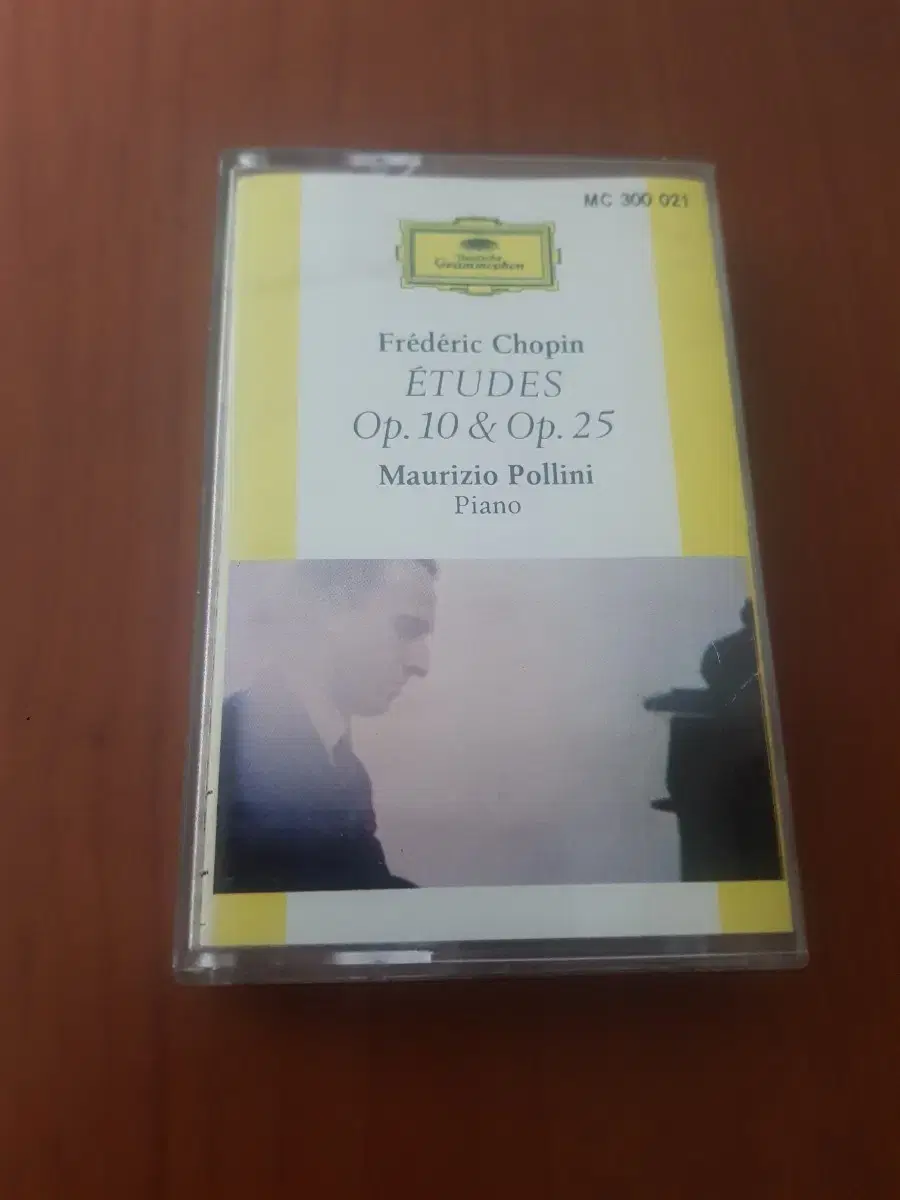 MC 300 021
Deutsche
Grammophon
Frédéric Chopin
ÉTUDES
Op. 10 & Op. 25
Maurizio Pollini
Piano